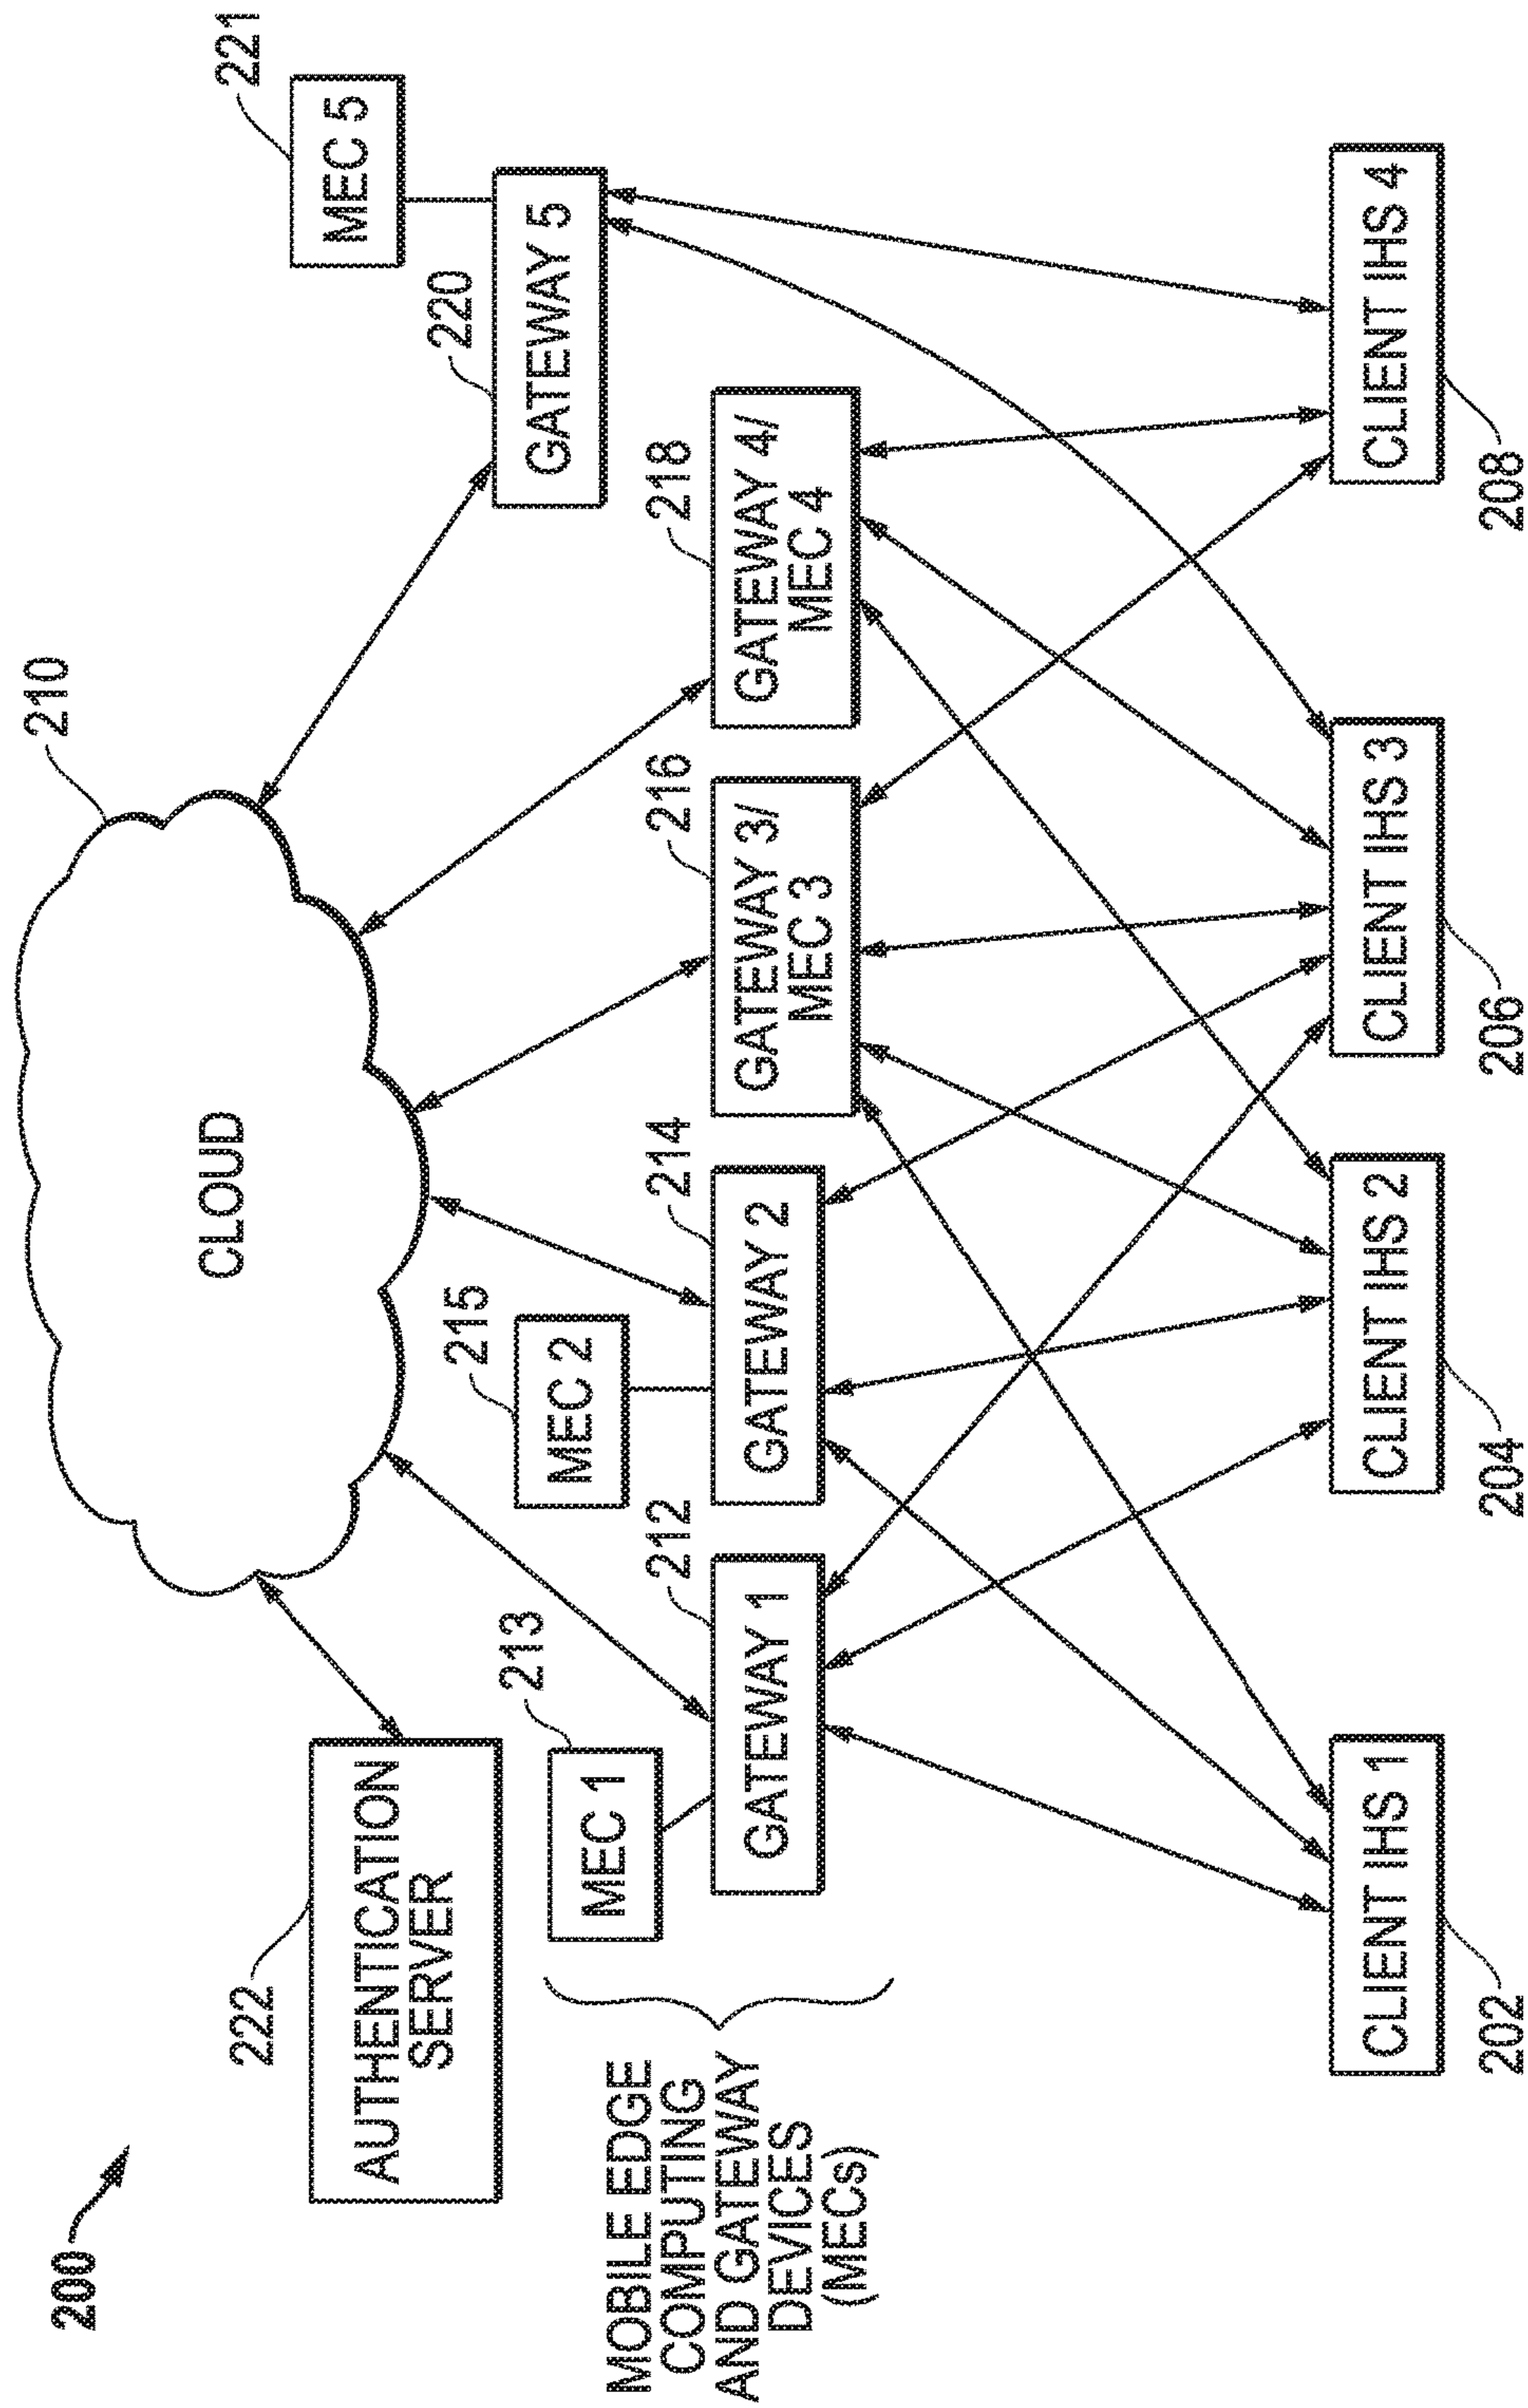 200
210
CLOUD
222
AUTHENTICATION
SERVER
221
MEC 5
220
GATEWAY 5
213
MEC 1
215
MEC 2
212
GATEWAY 1
214
GATEWAY 2
216
GATEWAY 3/
MEC 3
218
GATEWAY 4/
MEC 4
MOBILE EDGE
COMPUTING
AND GATEWAY
DEVICES
(MECs)
CLIENT IHS 1
202
CLIENT IHS 2
204
CLIENT IHS 3
206
CLIENT IHS 4
208